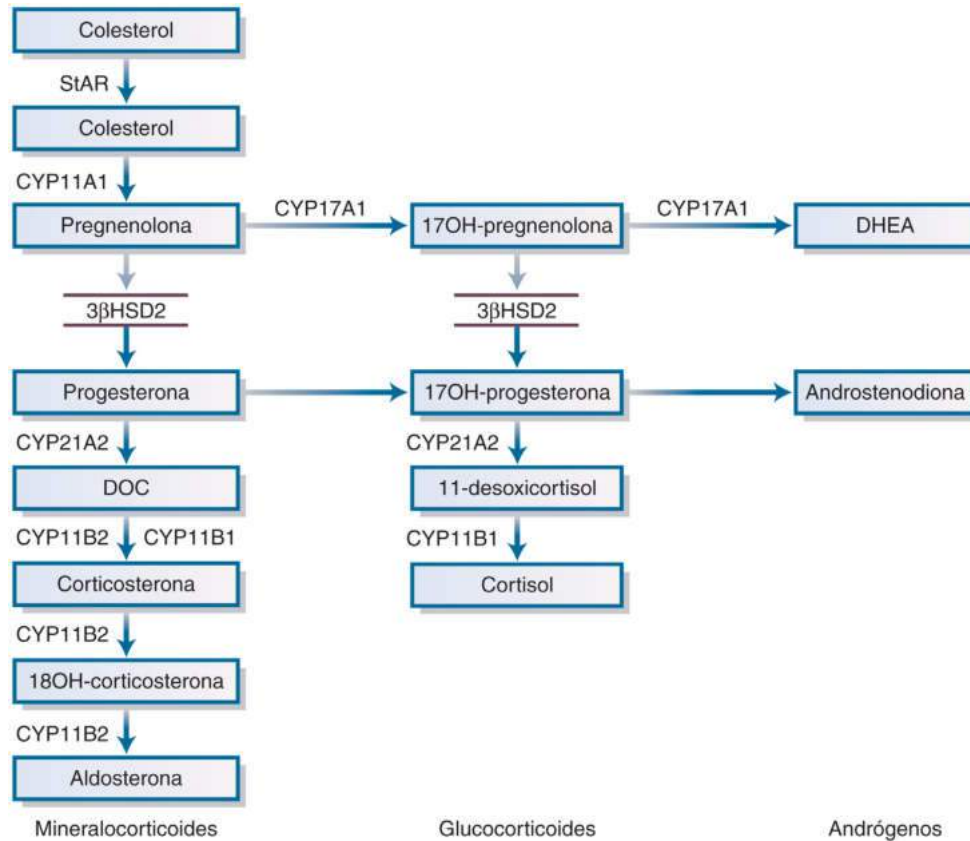 Colesterol
StAR
Colesterol
CYP11A1
CYP17A1
CYP17A1
Pregnenolona
17OH-pregnenolona
DHEA
3βHSD2
3βHSD2
Progesterona
17OH-progesterona
Androstenodiona
CYP21A2
CYP21A2
DOC
11-desoxicortisol
CYP11B2
CYP11B1
CYP11B1
Corticosterona
Cortisol
CYP11B2
18OH-corticosterona
CYP11B2
Aldosterona
Mineralocorticoides
Glucocorticoides
Andrógenos